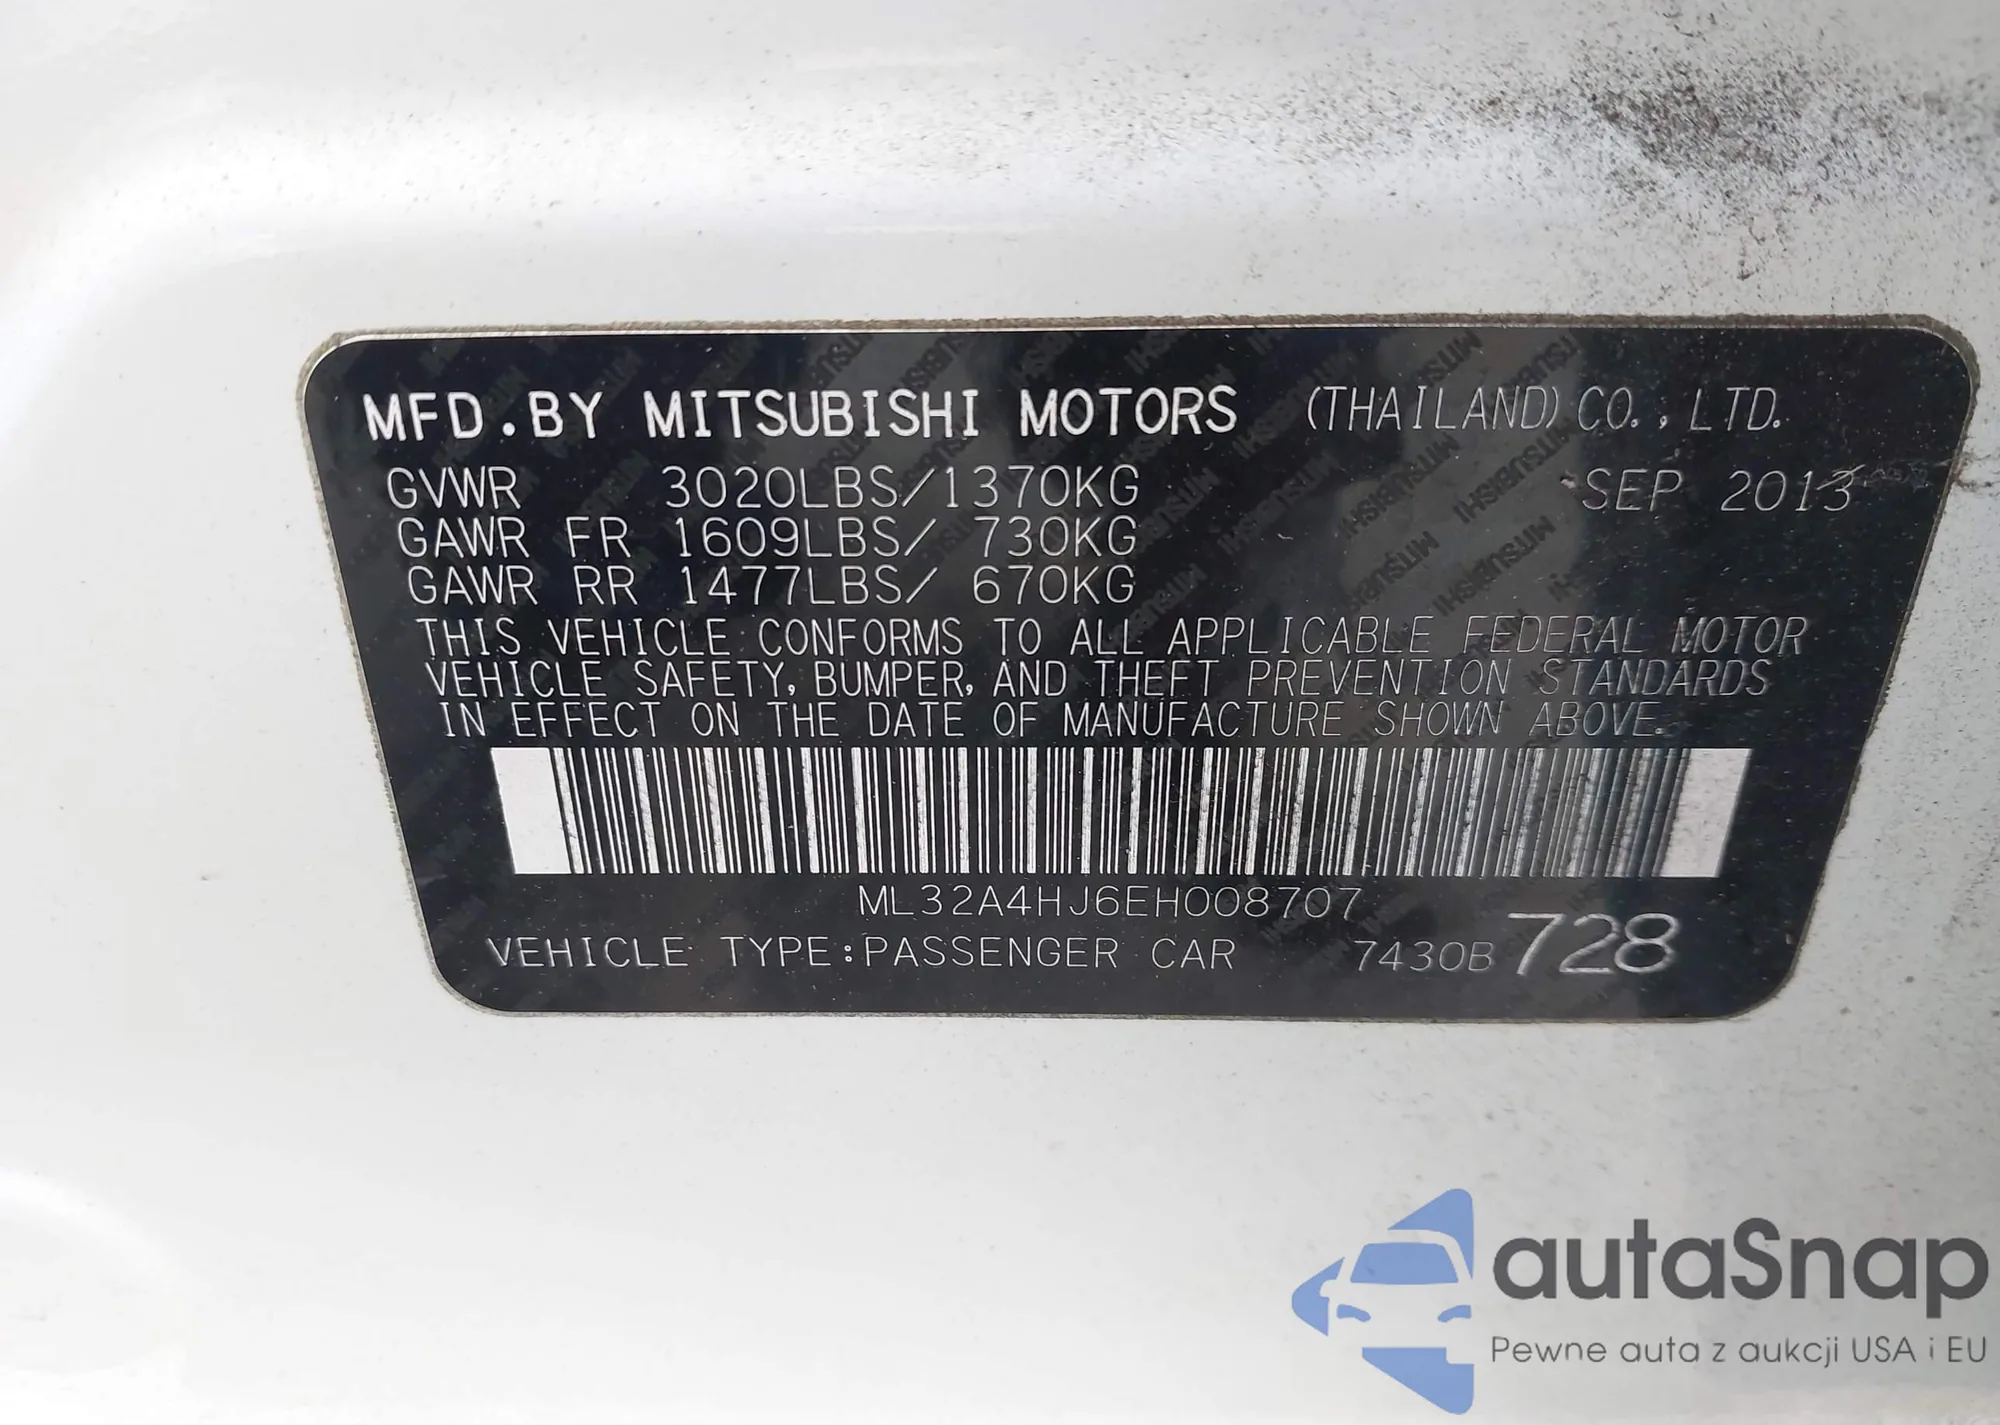 MFD.BY MITSUBISHI MOTORS (THAILAND)CO.,LTD.
GVWR 3020LBS/1370KG SEP 2013
GAWR FR 1609LBS/ 730KG
GAWR RR 1477LBS/ 670KG
THIS VEHICLE CONFORMS TO ALL APPLICABLE FEDERAL MOTOR
VEHICLE SAFETY, BUMPER, AND THEFT PREVENTION STANDARDS
IN EFFECT ON THE DATE OF MANUFACTURE SHOWN ABOVE.
ML32A4HJ6EH008707
VEHICLE TYPE:PASSENGER CAR 7430B 728
autaSnap
Pewne auta z aukcji USA i EU